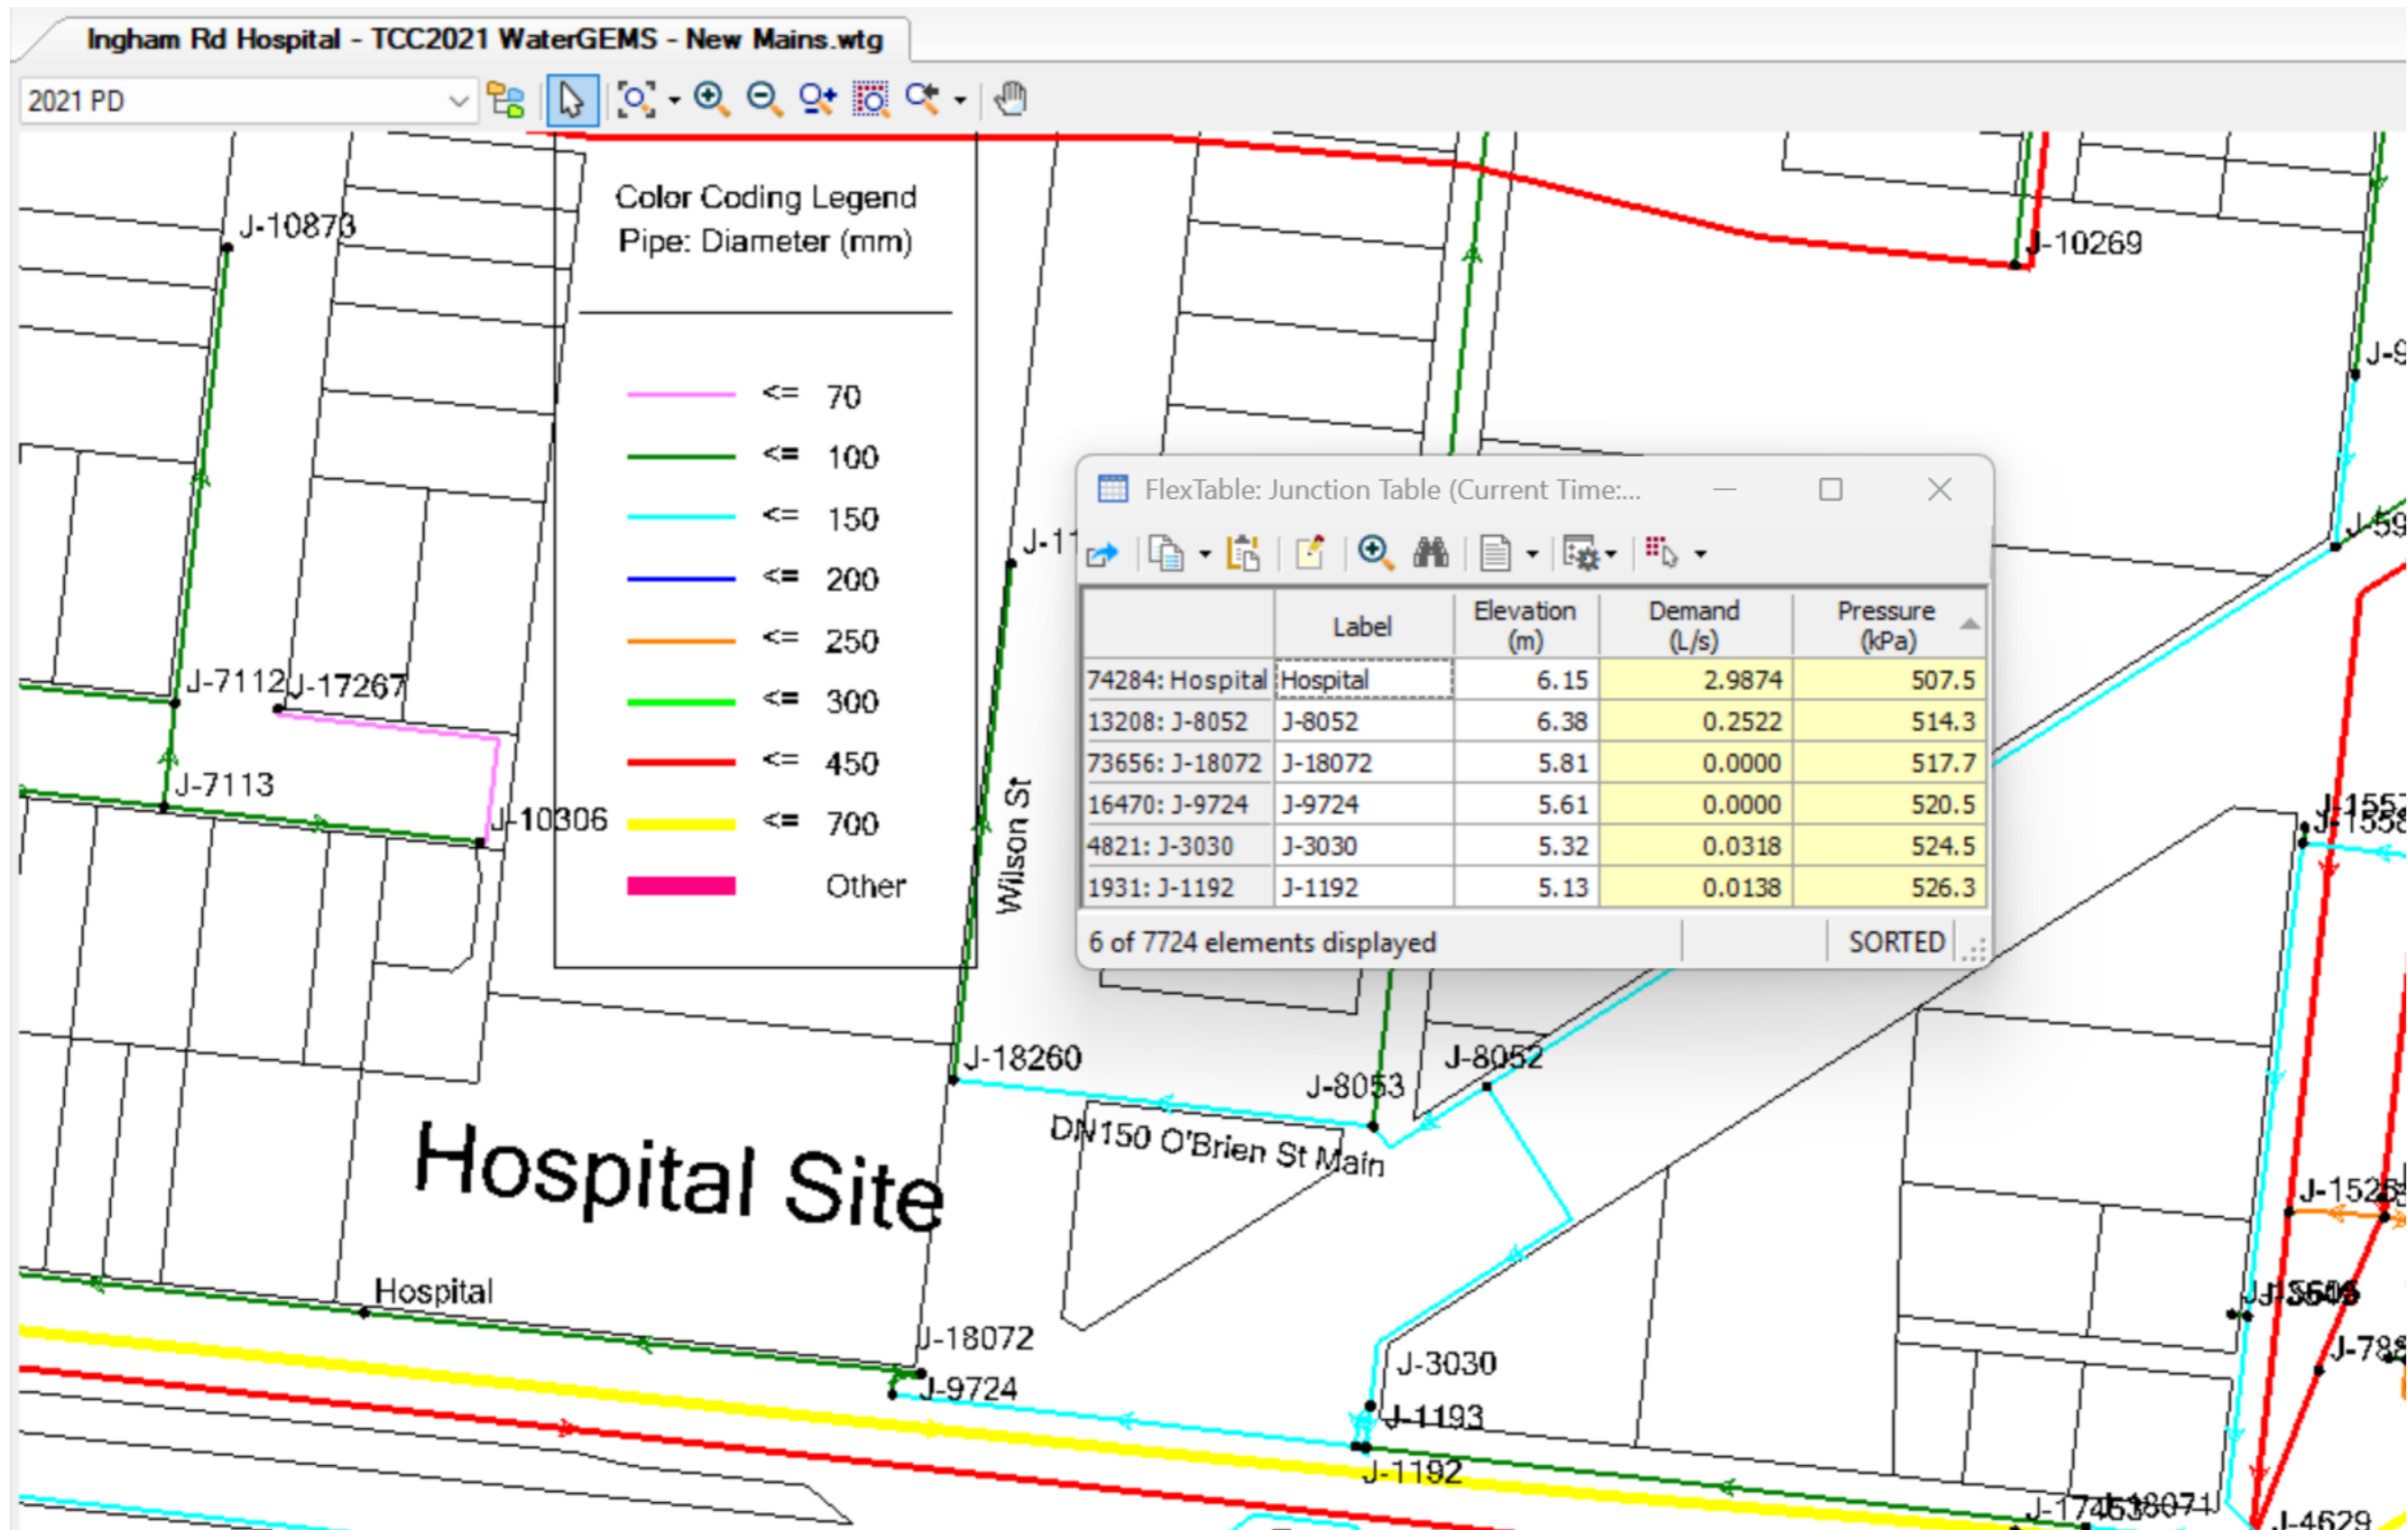 Ingham Rd Hospital - TCC2021 WaterGEMS - New Mains.wtg
2021 PD
Color Coding Legend
Pipe: Diameter (mm)
<= 70
<= 100
<= 150
<= 200
<= 250
<= 300
<= 450
<= 700
Other
J-10873
J-10269
J-7112
J-17267
J-7113
J-10306
Wilson St
FlexTable: Junction Table (Current Time:...
Label Elevation (m) Demand (L/s) Pressure (kPa)
74284: Hospital Hospital 6.15 2.9874 507.5
13208: J-8052 J-8052 6.38 0.2522 514.3
73656: J-18072 J-18072 5.81 0.0000 517.7
16470: J-9724 J-9724 5.61 0.0000 520.5
4821: J-3030 J-3030 5.32 0.0318 524.5
1931: J-1192 J-1192 5.13 0.0138 526.3
6 of 7724 elements displayed SORTED
J-18260
J-8053
J-8052
DN150 O'Brien St Main
Hospital Site
Hospital
J-18072
J-9724
J-3030
J-1193
J-1192
J-4629